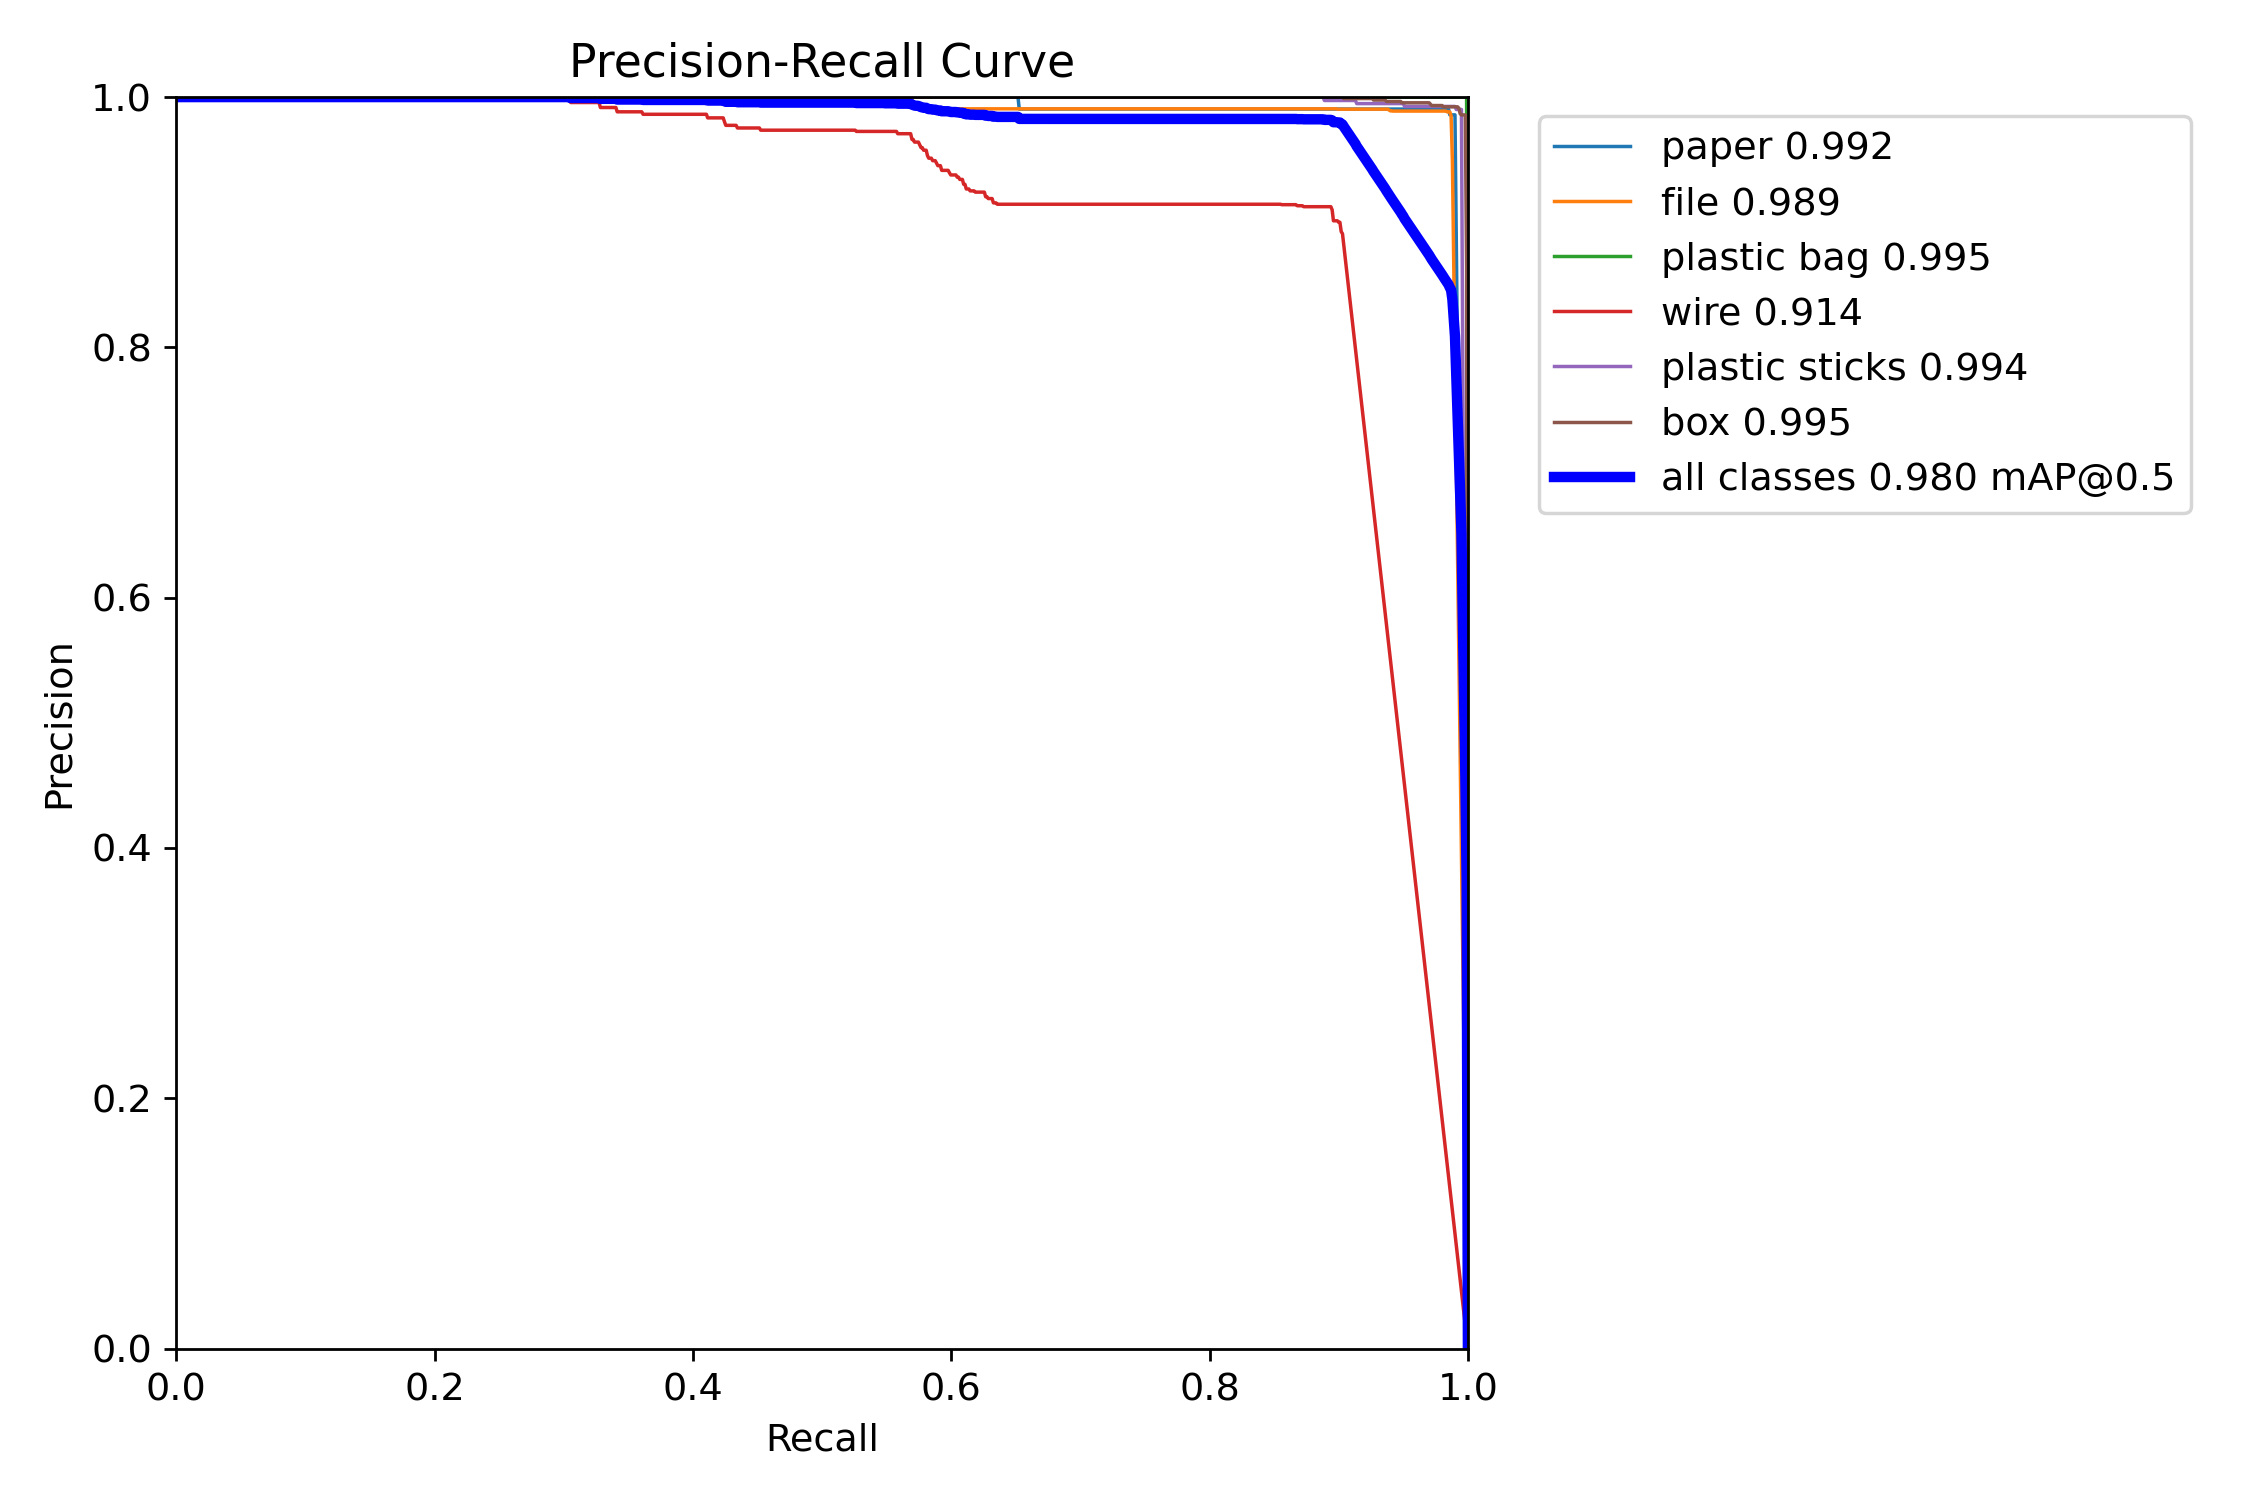 Precision-Recall Curve
1.0
0.8
0.6
0.4
0.2
0.0
Precision
0.0 0.2 0.4 0.6 0.8 1.0
Recall
paper 0.992
file 0.989
plastic bag 0.995
wire 0.914
plastic sticks 0.994
box 0.995
all classes 0.980 mAP@0.5